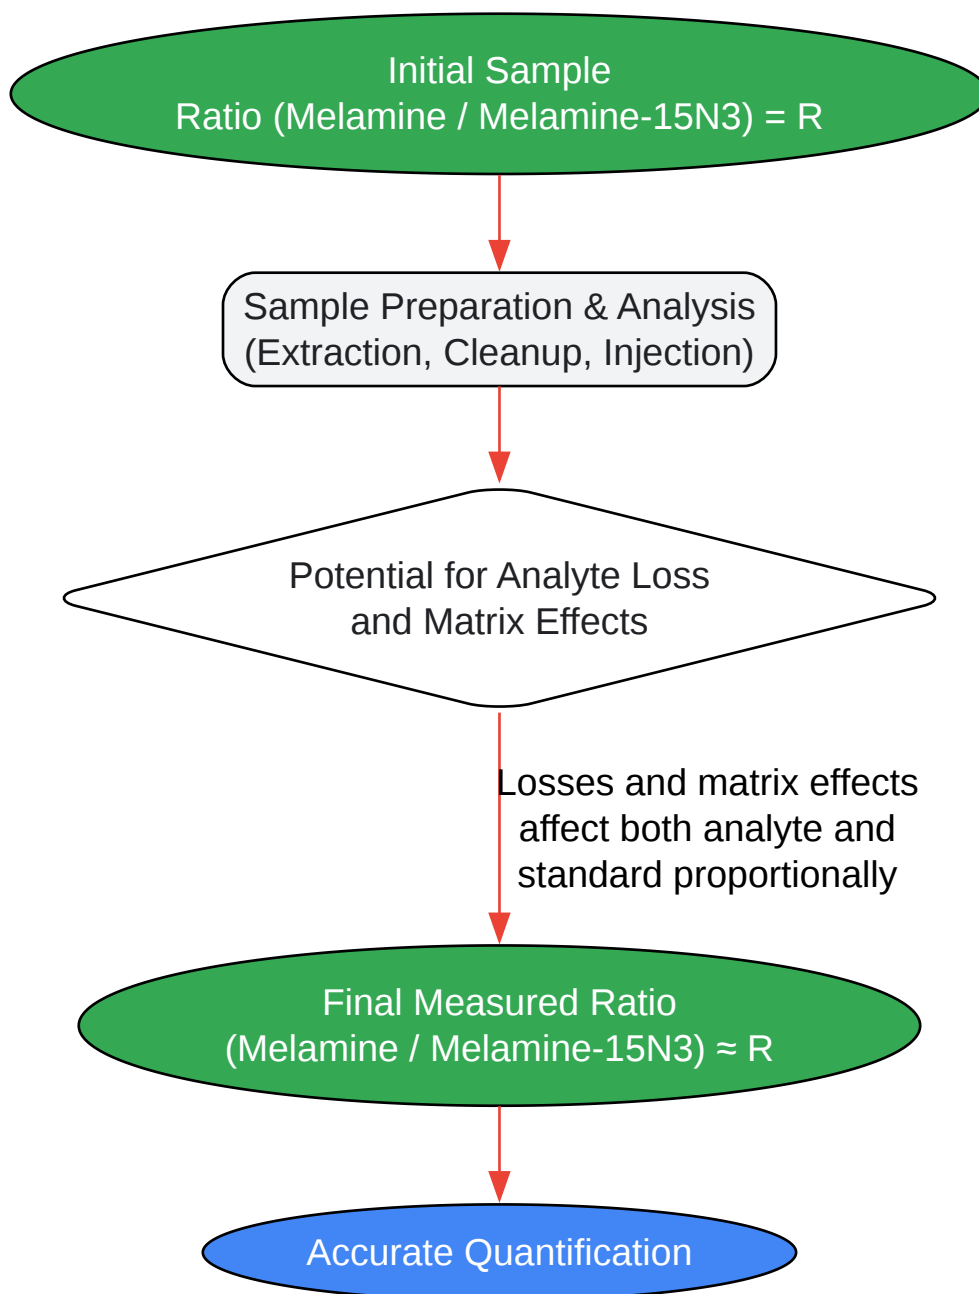 Initial Sample
Ratio (Melamine / Melamine-15N3) = R
Sample Preparation & Analysis
(Extraction, Cleanup, Injection)
Potential for Analyte Loss
and Matrix Effects
Losses and matrix effects
affect both analyte and
standard proportionally
Final Measured Ratio
(Melamine / Melamine-15N3) ≈ R
Accurate Quantification